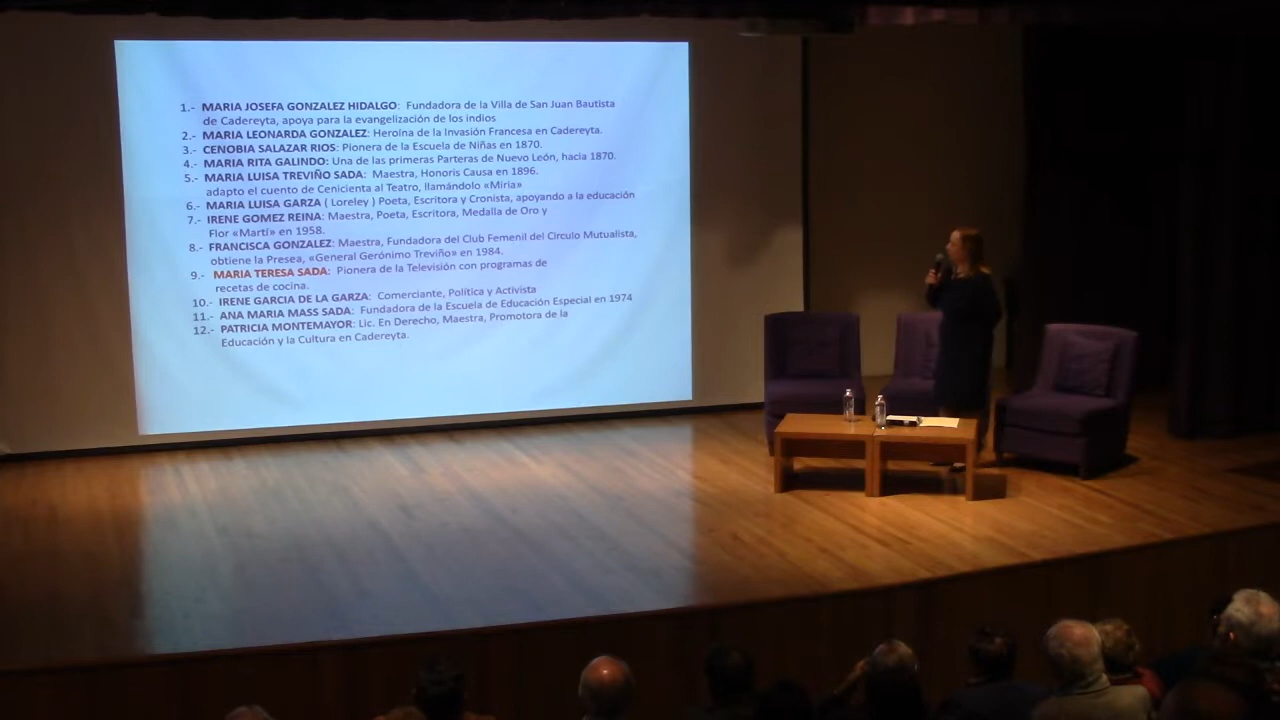 1.- MARIA JOSEFA GONZALEZ HIDALGO: Fundadora de la Villa de San Juan Bautista
de Cadereyta, apoya para la evangelización de los indios
2.- MARIA LEONARDA GONZALEZ: Heroína de la Invasión Francesa en Cadereyta.
3.- CENOBIA SALAZAR RIOS: Pionera de la Escuela de Niñas en 1870.
4.- MARIA RITA GALINDO: Una de las primeras Parteras de Nuevo León, hacia 1870.
5.- MARIA LUISA TREVIÑO SADA: Maestra, Honoris Causa en 1896.
adapto el cuento de Cenicienta al Teatro, llamándolo «Miria»
6.- MARIA LUISA GARZA ( Loreley ) Poeta, Escritora y Cronista, apoyando a la educación
7.- IRENE GOMEZ REINA: Maestra, Poeta, Escritora, Medalla de Oro y
Flor «Martí» en 1958.
8.- FRANCISCA GONZALEZ: Maestra, Fundadora del Club Femenil del Circulo Mutualista,
obtiene la Presea, «General Gerónimo Treviño» en 1984.
9.- MARIA TERESA SADA: Pionera de la Televisión con programas de
recetas de cocina.
10.- IRENE GARCIA DE LA GARZA: Comerciante, Política y Activista
11.- ANA MARIA MASS SADA: Fundadora de la Escuela de Educación Especial en 1974
12.- PATRICIA MONTEMAYOR: Lic. En Derecho, Maestra, Promotora de la
Educación y la Cultura en Cadereyta.